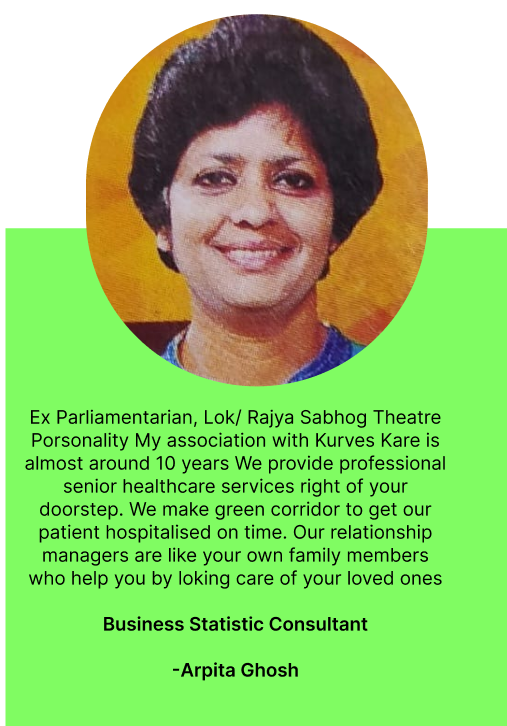 Ex Parliamentarian, Lok/ Rajya Sabhog Theatre
Porsonality My association with Kurves Kare is
almost around 10 years We provide professional
senior healthcare services right of your
doorstep. We make green corridor to get our
patient hospitalised on time. Our relationship
managers are like your own family members
who help you by loking care of your loved ones
Business Statistic Consultant
-Arpita Ghosh